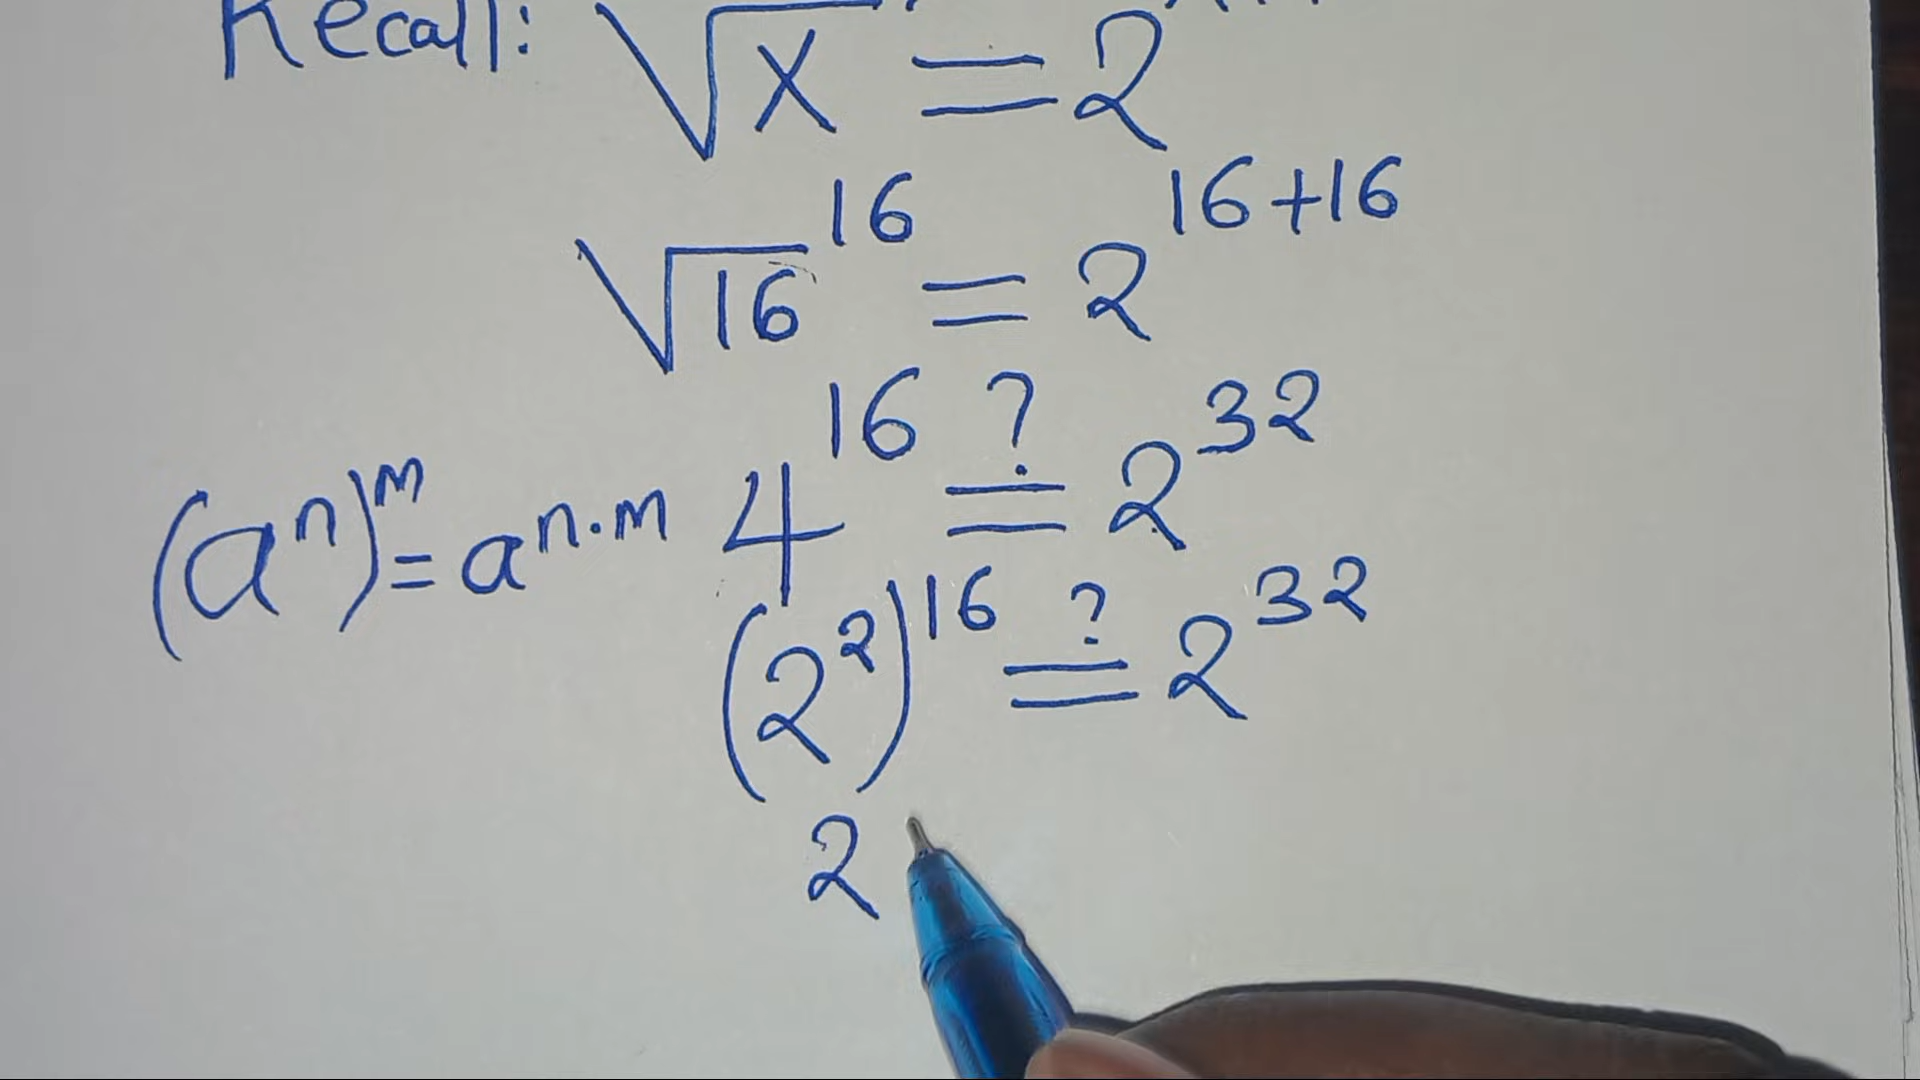 Recall: √x = 2
√16^16 = 2^16+16
4^16 ?= 2^32
(a^n)^m = a^n·m
(2^2)^16 ?= 2^32
2